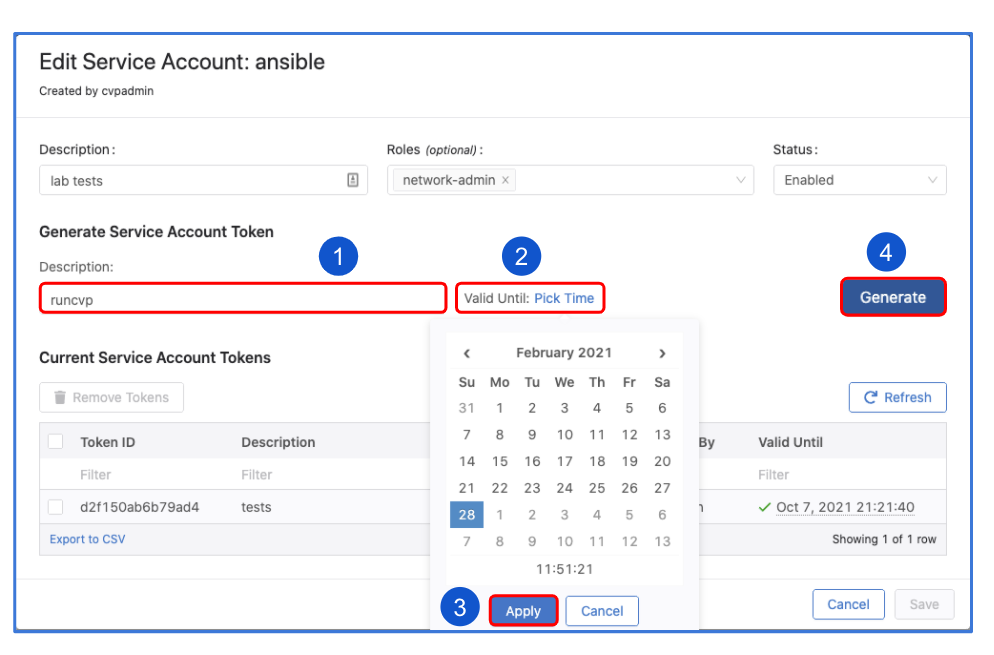 Edit Service Account: ansible
Created by cvpadmin
Description:
Roles (optional):
Status:
lab tests
network-admin ×
Enabled
Generate Service Account Token
1
2
4
Description:
runcvp
Valid Until: Pick Time
Generate
Current Service Account Tokens
‹ February 2021 ›
Su Mo Tu We Th Fr Sa
31 1 2 3 4 5 6
7 8 9 10 11 12 13
14 15 16 17 18 19 20
21 22 23 24 25 26 27
28 1 2 3 4 5 6
7 8 9 10 11 12 13
11:51:21
3
Apply
Cancel
Remove Tokens
Refresh
Token ID Description By Valid Until
Filter Filter Filter
d2f150ab6b79ad4 tests Oct 7, 2021 21:21:40
Export to CSV
Showing 1 of 1 row
Cancel
Save